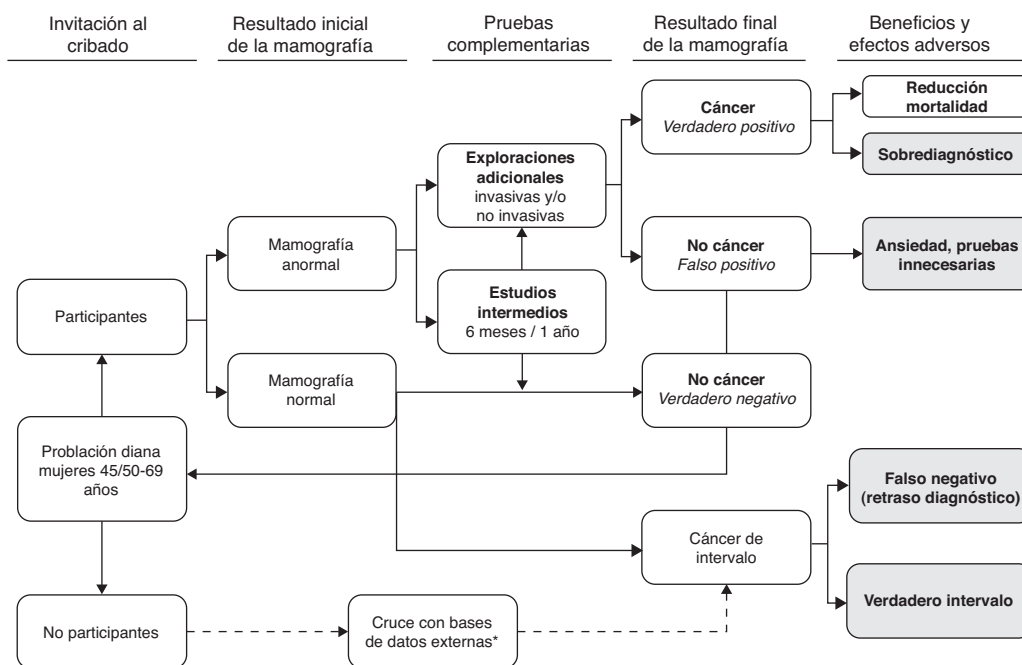 Invitación al
cribado
Resultado inicial
de la mamografía
Pruebas
complementarias
Resultado final
de la mamografía
Beneficios y
efectos adversos
Cáncer
Verdadero positivo
Reducción
mortalidad
Sobrediagnóstico
Exploraciones
adicionales
invasivas y/o
no invasivas
Mamografía
anormal
No cáncer
Falso positivo
Ansiedad, pruebas
innecesarias
Participantes
Estudios
intermedios
6 meses / 1 año
Mamografía
normal
No cáncer
Verdadero negativo
Problación diana
mujeres 45/50-69
años
Falso negativo
(retraso diagnóstico)
Cáncer de
intervalo
Verdadero intervalo
No participantes
Cruce con bases
de datos externas*